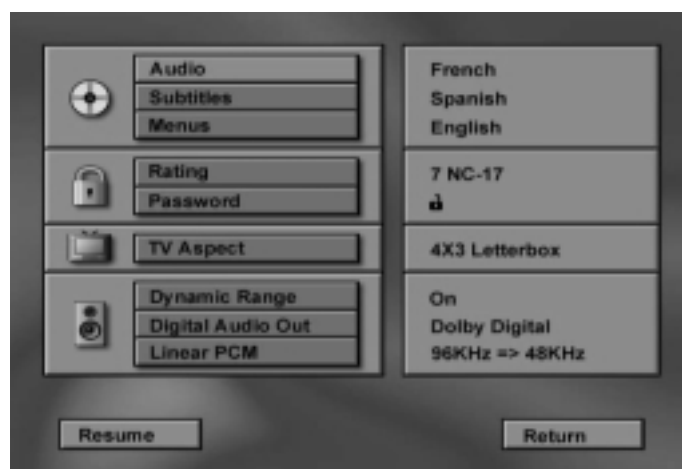 Audio French
Subtitles Spanish
Menus English
Rating 7 NC-17
Password
TV Aspect 4X3 Letterbox
Dynamic Range On
Digital Audio Out Dolby Digital
Linear PCM 96KHz => 48KHz
Resume Return